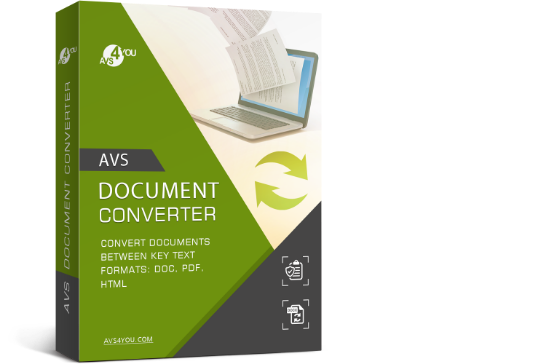 AVS4YOU
AVS DOCUMENT CONVERTER
AVS
DOCUMENT
CONVERTER
CONVERT DOCUMENTS
BETWEEN KEY TEXT
FORMATS: DOC, PDF,
HTML
AVS4YOU.COM